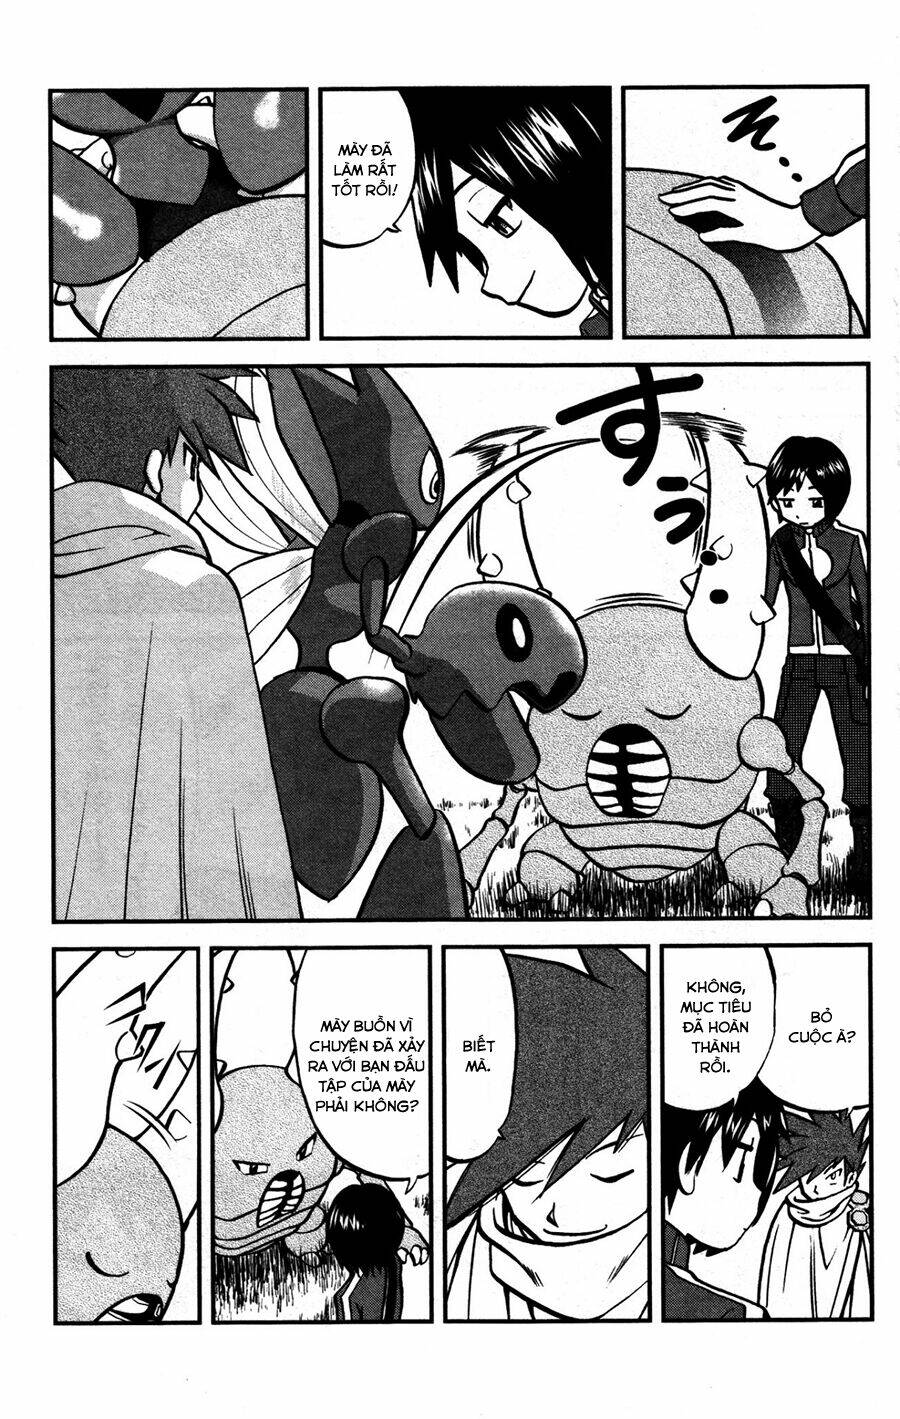 MÀY ĐÃ
LÀM RẤT
TỐT RỒI!
すぅ…
BỎ
CUỘC À?
KHÔNG,
MỤC TIÊU
ĐÃ HOÀN
THÀNH
RỒI.
BIẾT
MÀ.
MÀY BUỒN VÌ
CHUYỆN ĐÃ XẢY
RA VỚI BẠN ĐẤU
TẬP CỦA MÀY
PHẢI KHÔNG?